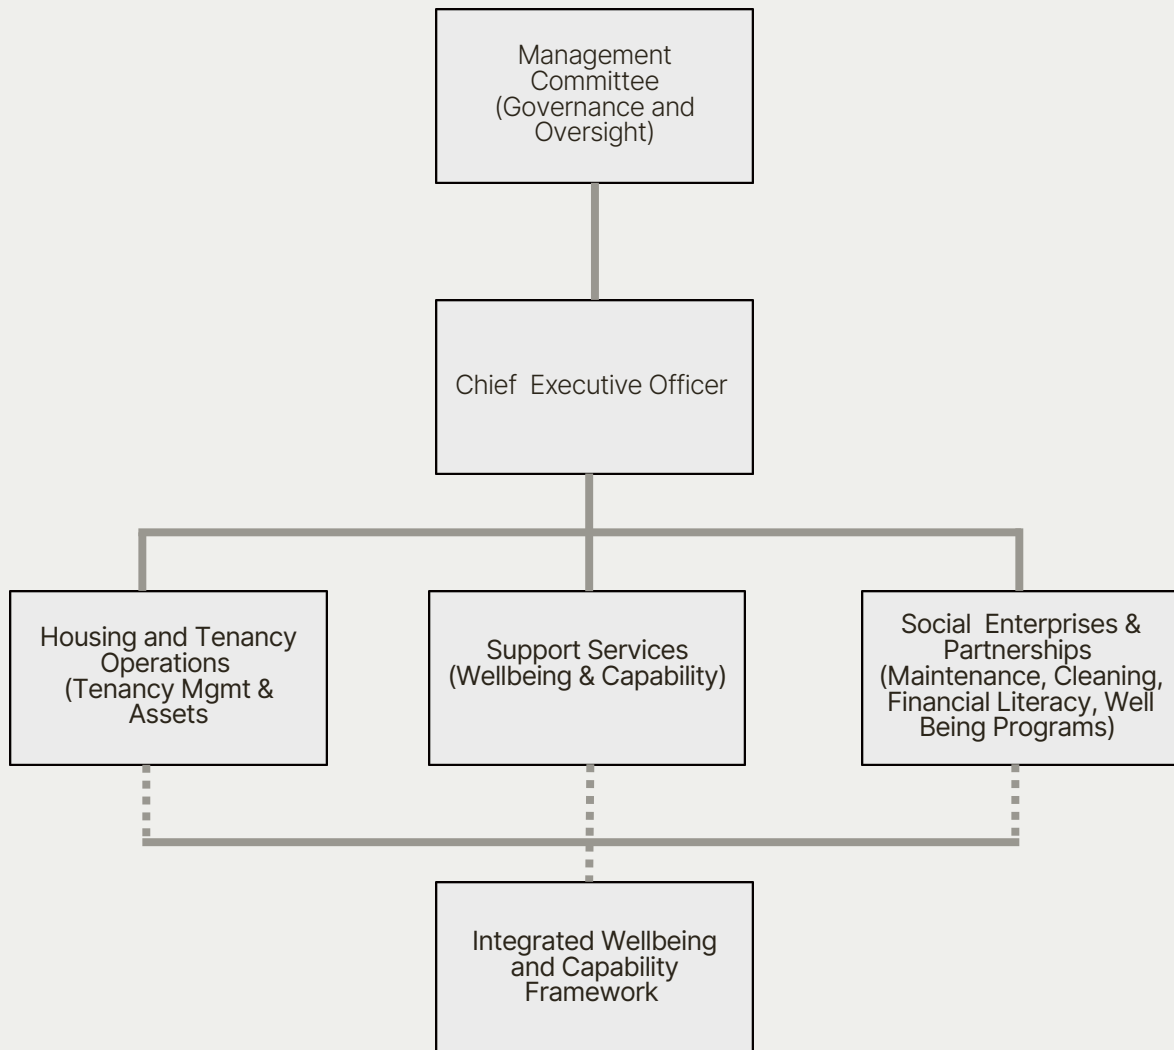 Management
Committee
(Governance and
Oversight)
Chief  Executive Officer
Housing and Tenancy
Operations
(Tenancy Mgmt &
Assets
Support Services
(Wellbeing & Capability)
Social  Enterprises &
Partnerships
(Maintenance, Cleaning,
Financial Literacy, Well
Being Programs)
Integrated Wellbeing
and Capability
Framework